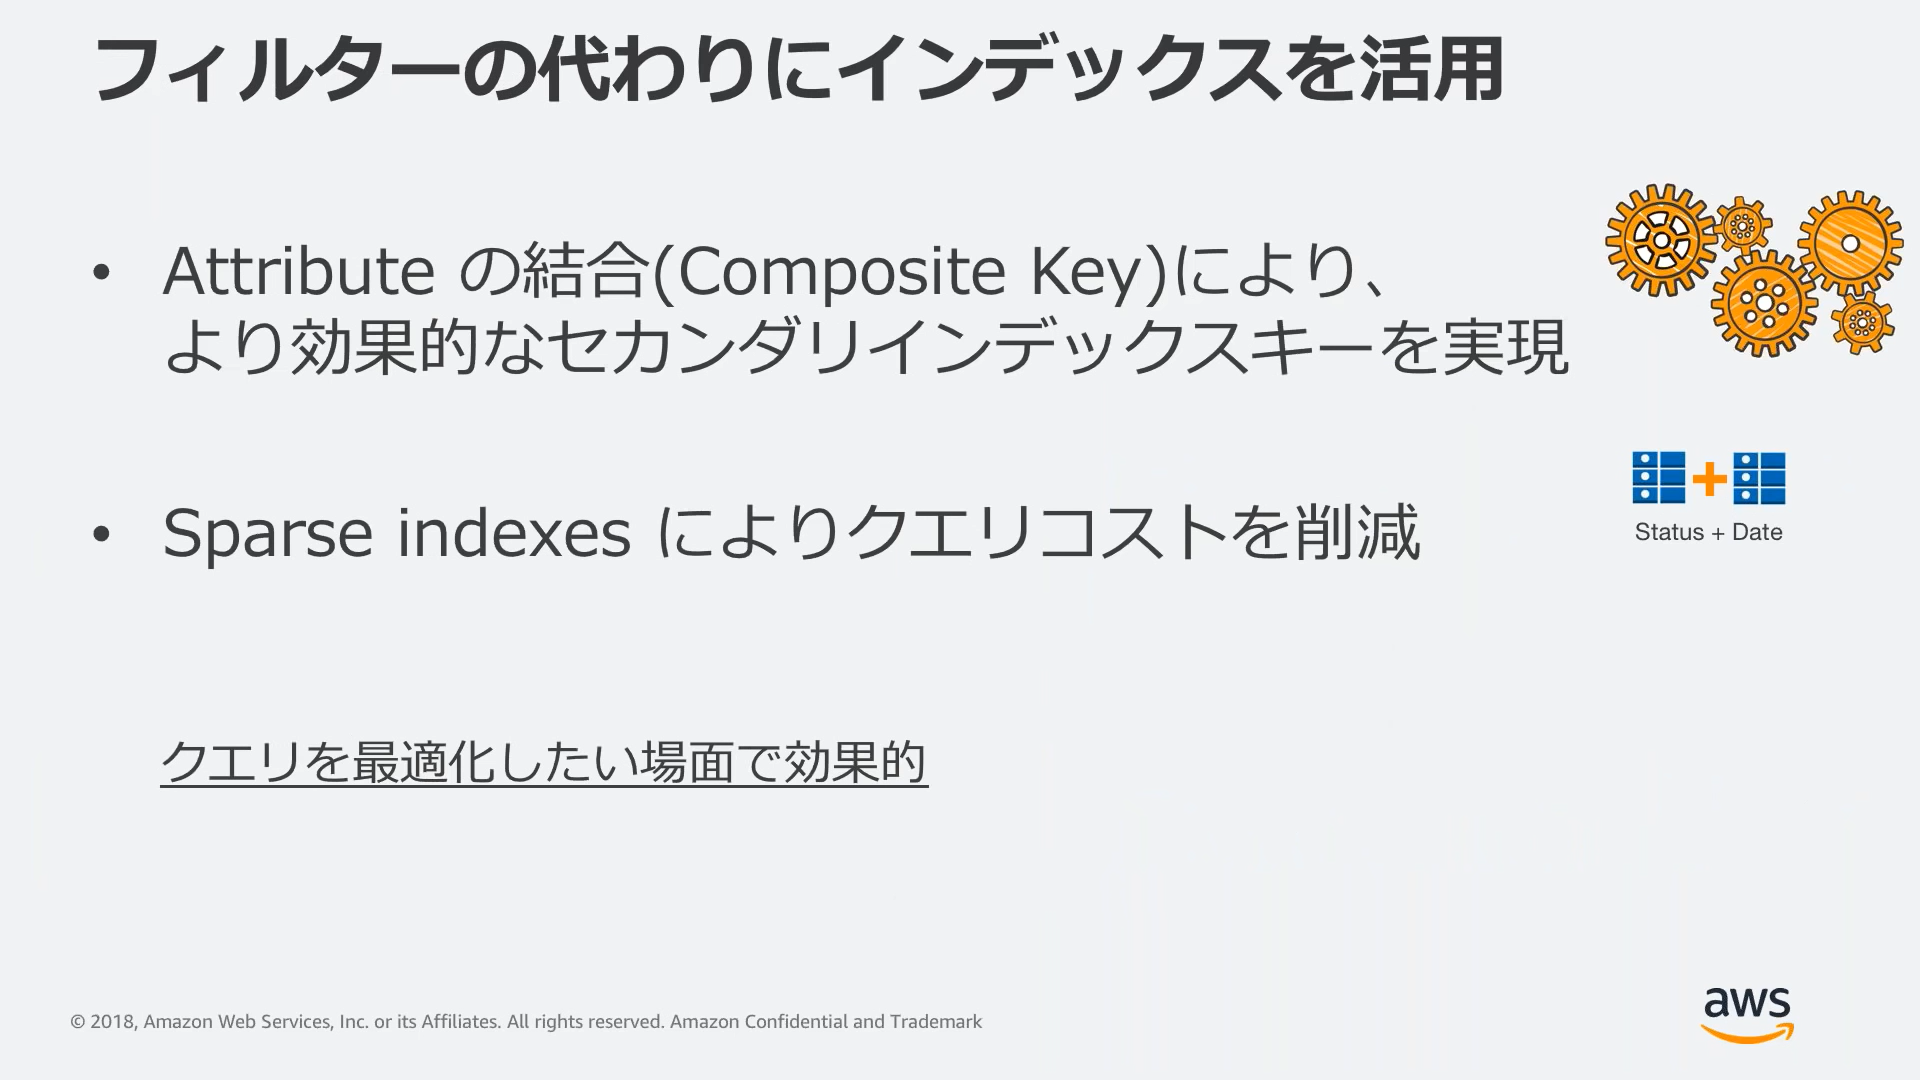 フィルターの代わりにインデックスを活用
• Attribute の結合(Composite Key)により、
より効果的なセカンダリインデックスキーを実現
• Sparse indexes によりクエリコストを削減
Status + Date
クエリを最適化したい場面で効果的
© 2018, Amazon Web Services, Inc. or its Affiliates. All rights reserved. Amazon Confidential and Trademark
aws